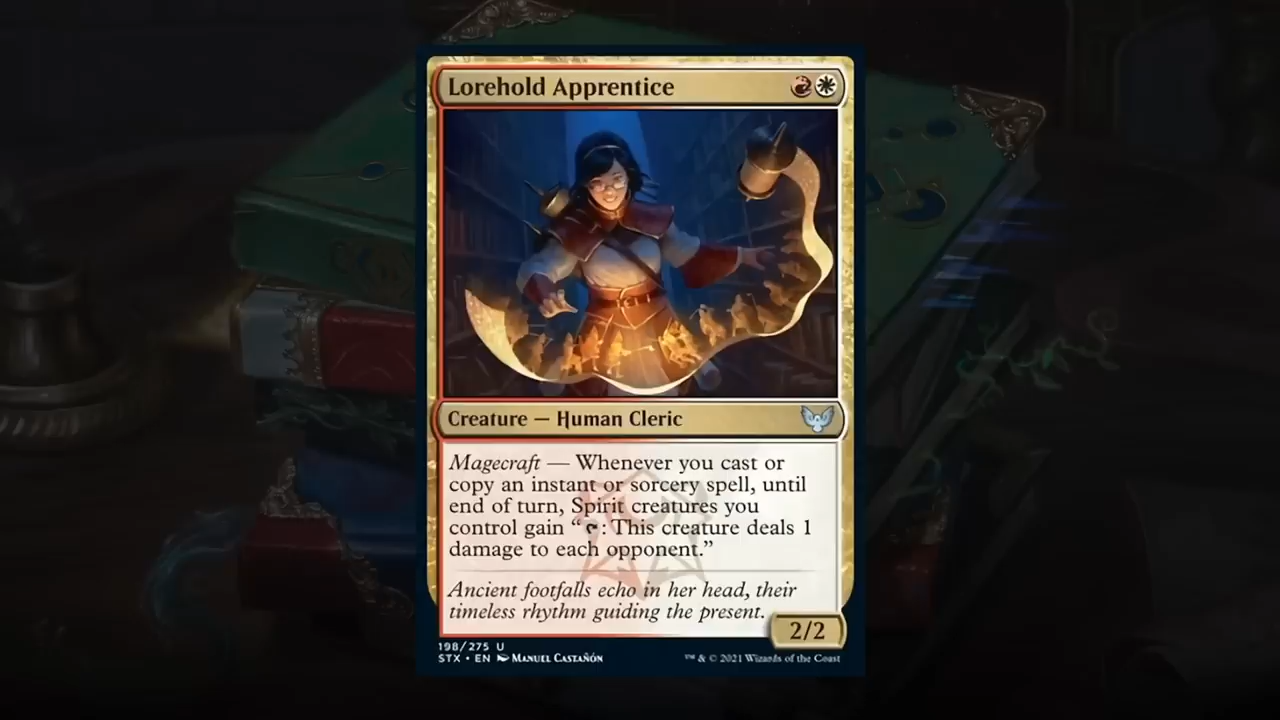 Lorehold Apprentice
Creature — Human Cleric
Magecraft — Whenever you cast or
copy an instant or sorcery spell, until
end of turn, Spirit creatures you
control gain “: This creature deals 1
damage to each opponent.”
Ancient footfalls echo in her head, their
timeless rhythm guiding the present.
2/2
198/275 U
STX • EN Manuel Castañón
™ & © 2021 Wizards of the Coast